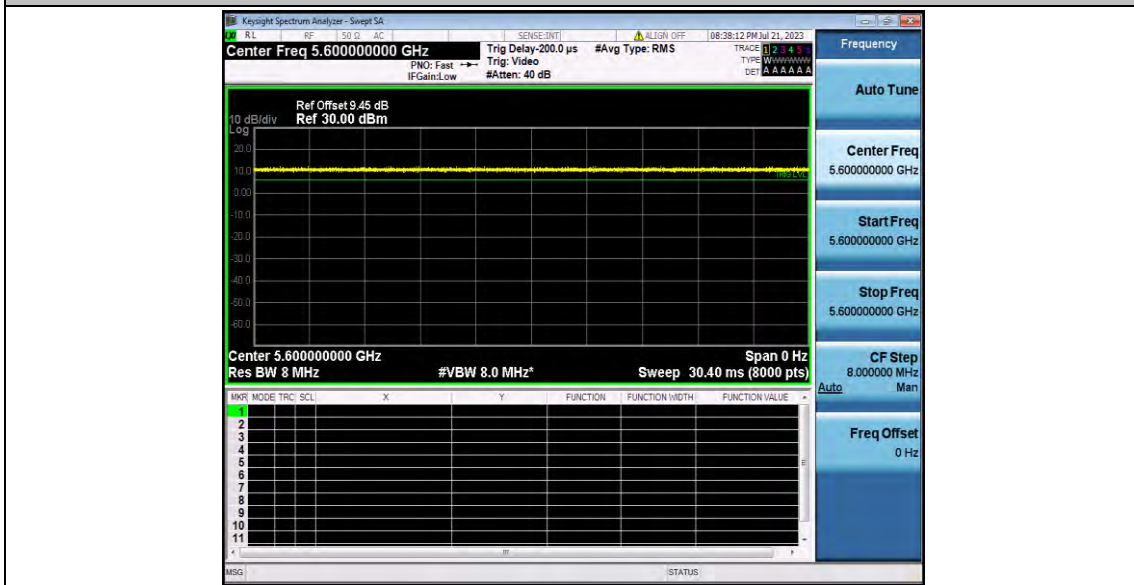 Keysight Spectrum Analyzer - Swept SA
RL RF 50 Ω AC SENSE:INT ALIGN OFF 08:38:12 PM Jul 21, 2023
Center Freq 5.600000000 GHz
PNO: Fast
IFGain:Low
Trig Delay-200.0 µs
Trig: Video
#Atten: 40 dB
#Avg Type: RMS
TRACE 1 2 3 4 5 6
TYPE WWWWWW
DET A A A A A A
Ref Offset 9.45 dB
10 dB/div Ref 30.00 dBm
Log
20.0
10.0
TRIG LVL
0.00
-10.0
-20.0
-30.0
-40.0
-50.0
-60.0
Center 5.600000000 GHz Span 0 Hz
Res BW 8 MHz #VBW 8.0 MHz* Sweep 30.40 ms (8000 pts)
MKR MODE TRC SCL X Y FUNCTION FUNCTION WIDTH FUNCTION VALUE
1
2
3
4
5
6
7
8
9
10
11
MSG STATUS
Frequency
Auto Tune
Center Freq
5.600000000 GHz
Start Freq
5.600000000 GHz
Stop Freq
5.600000000 GHz
CF Step
8.000000 MHz
Auto Man
Freq Offset
0 Hz